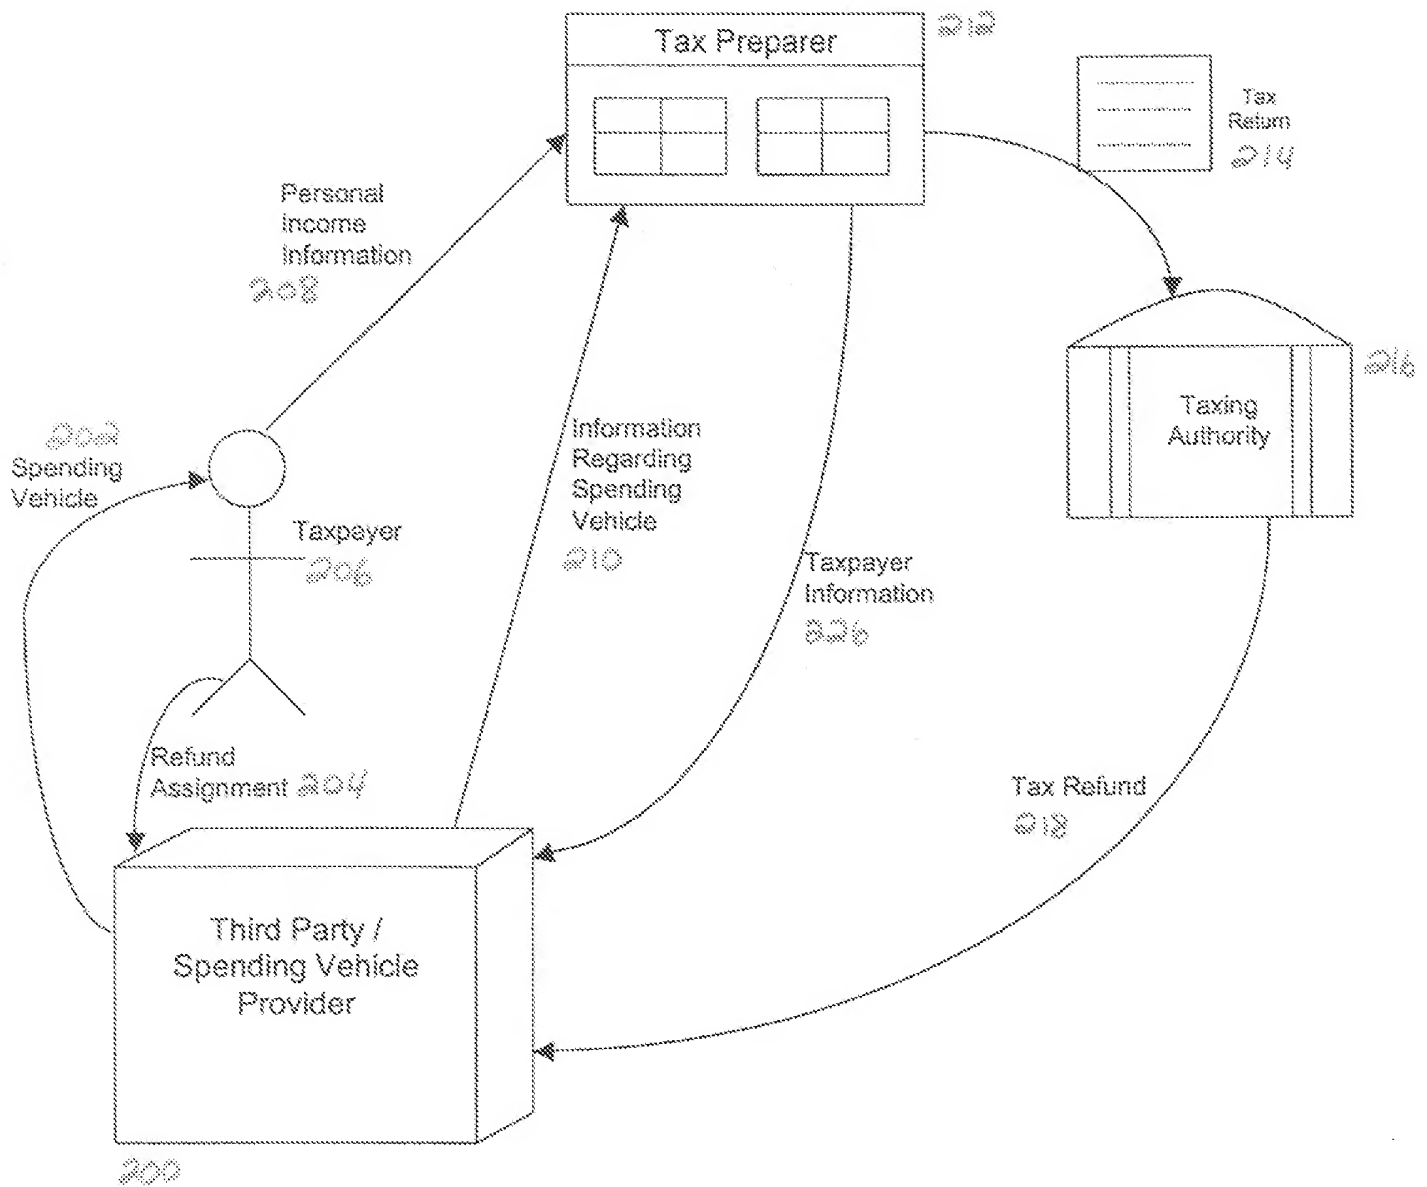 Tax Preparer
212
Tax
Return
214
Personal
Income
Information
208
216
Taxing
Authority
202
Spending
Vehicle
Taxpayer
206
Information
Regarding
Spending
Vehicle
210
Taxpayer
Information
226
Refund
Assignment 204
Tax Refund
218
Third Party /
Spending Vehicle
Provider
200